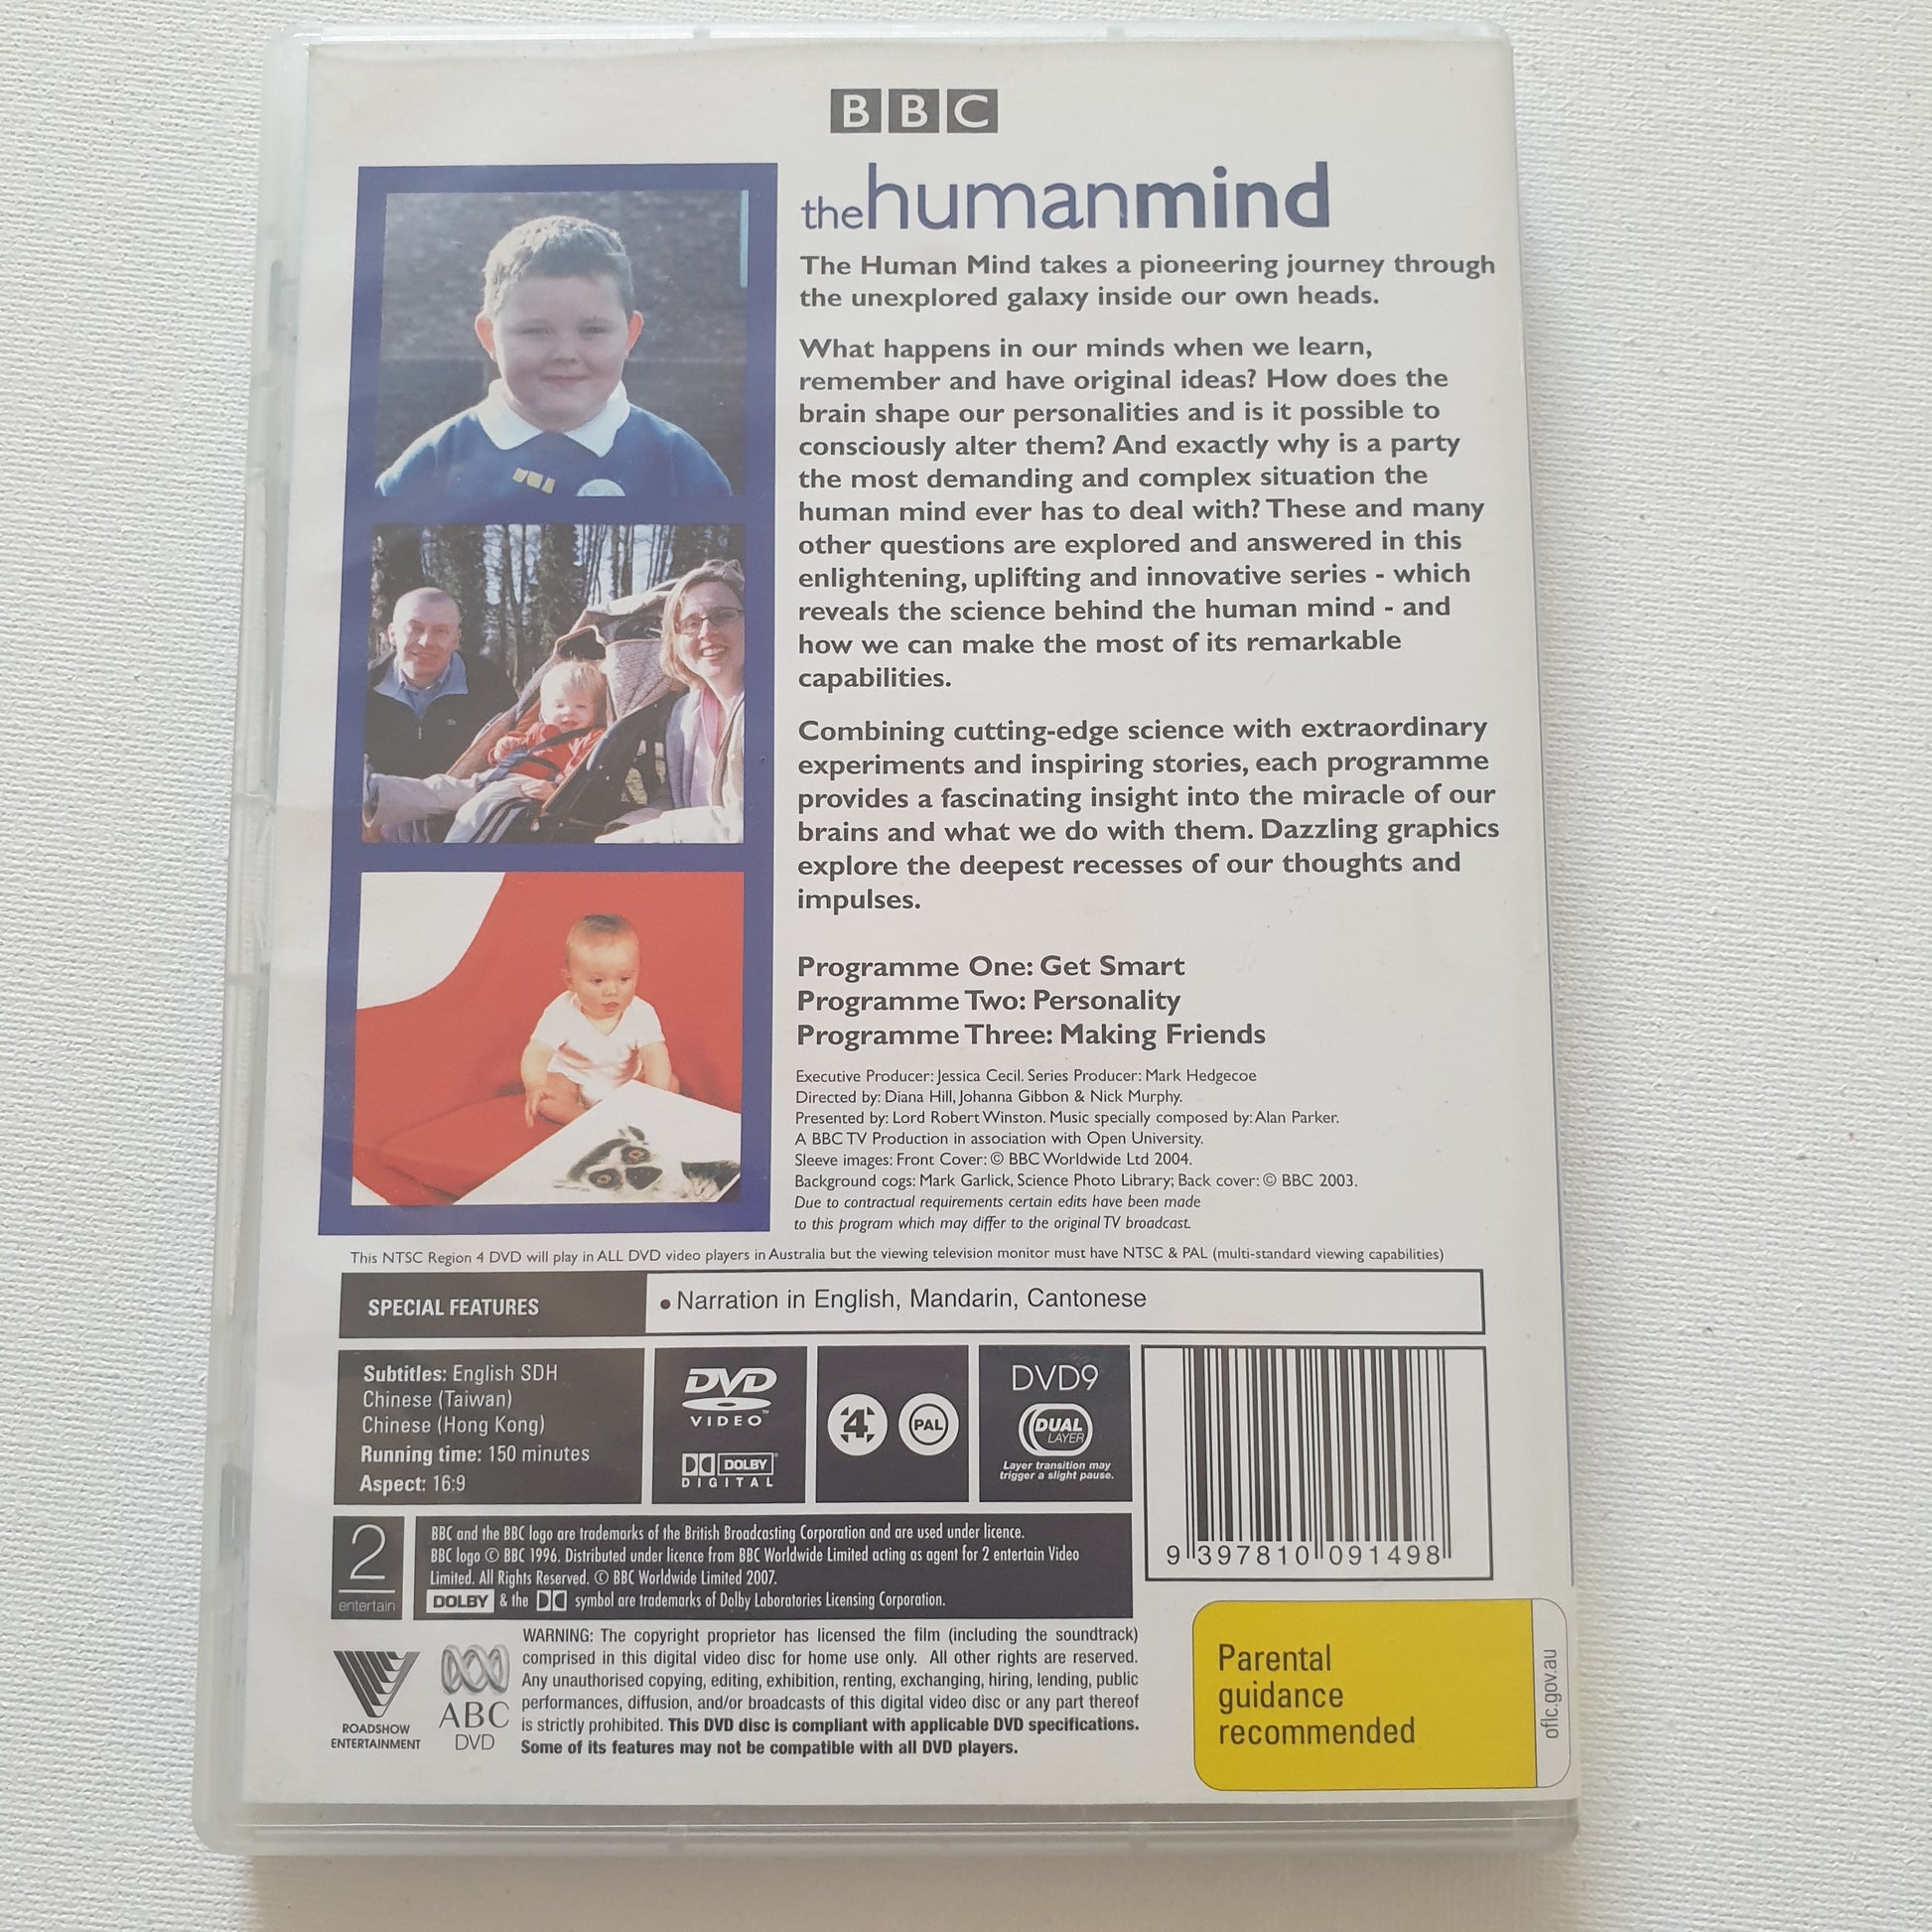 BBC
thehumanmind
The Human Mind takes a pioneering journey through
the unexplored galaxy inside our own heads.
What happens in our minds when we learn,
remember and have original ideas? How does the
brain shape our personalities and is it possible to
consciously alter them? And exactly why is a party
the most demanding and complex situation the
human mind ever has to deal with? These and many
other questions are explored and answered in this
enlightening, uplifting and innovative series - which
reveals the science behind the human mind - and
how we can make the most of its remarkable
capabilities.
Combining cutting-edge science with extraordinary
experiments and inspiring stories, each programme
provides a fascinating insight into the miracle of our
brains and what we do with them. Dazzling graphics
explore the deepest recesses of our thoughts and
impulses.
Programme One: Get Smart
Programme Two: Personality
Programme Three: Making Friends
Executive Producer: Jessica Cecil. Series Producer: Mark Hedgecoe
Directed by: Diana Hill, Johanna Gibbon & Nick Murphy.
Presented by: Lord Robert Winston. Music specially composed by: Alan Parker.
A BBC TV Production in association with Open University.
Sleeve images: Front Cover: © BBC Worldwide Ltd 2004.
Background cogs: Mark Garlick, Science Photo Library; Back cover: © BBC 2003.
Due to contractual requirements certain edits have been made
to this program which may differ to the original TV broadcast.
This NTSC Region 4 DVD will play in ALL DVD video players in Australia but the viewing television monitor must have NTSC & PAL (multi-standard viewing capabilities)
SPECIAL FEATURES
• Narration in English, Mandarin, Cantonese
Subtitles: English SDH
Chinese (Taiwan)
Chinese (Hong Kong)
Running time: 150 minutes
Aspect: 16:9
DVD
VIDEO™
DOLBY
DIGITAL
4
PAL
DVD9
DUAL
LAYER
Layer transition may
trigger a slight pause.
9 397810 091498
2
entertain
BBC and the BBC logo are trademarks of the British Broadcasting Corporation and are used under licence.
BBC logo © BBC 1996. Distributed under licence from BBC Worldwide Limited acting as agent for 2 entertain Video
Limited. All Rights Reserved. © BBC Worldwide Limited 2007.
DOLBY & the symbol are trademarks of Dolby Laboratories Licensing Corporation.
ROADSHOW
ENTERTAINMENT
ABC
DVD
WARNING: The copyright proprietor has licensed the film (including the soundtrack)
comprised in this digital video disc for home use only. All other rights are reserved.
Any unauthorised copying, editing, exhibition, renting, exchanging, hiring, lending, public
performances, diffusion, and/or broadcasts of this digital video disc or any part thereof
is strictly prohibited. This DVD disc is compliant with applicable DVD specifications.
Some of its features may not be compatible with all DVD players.
Parental
guidance
recommended
oflc.gov.au